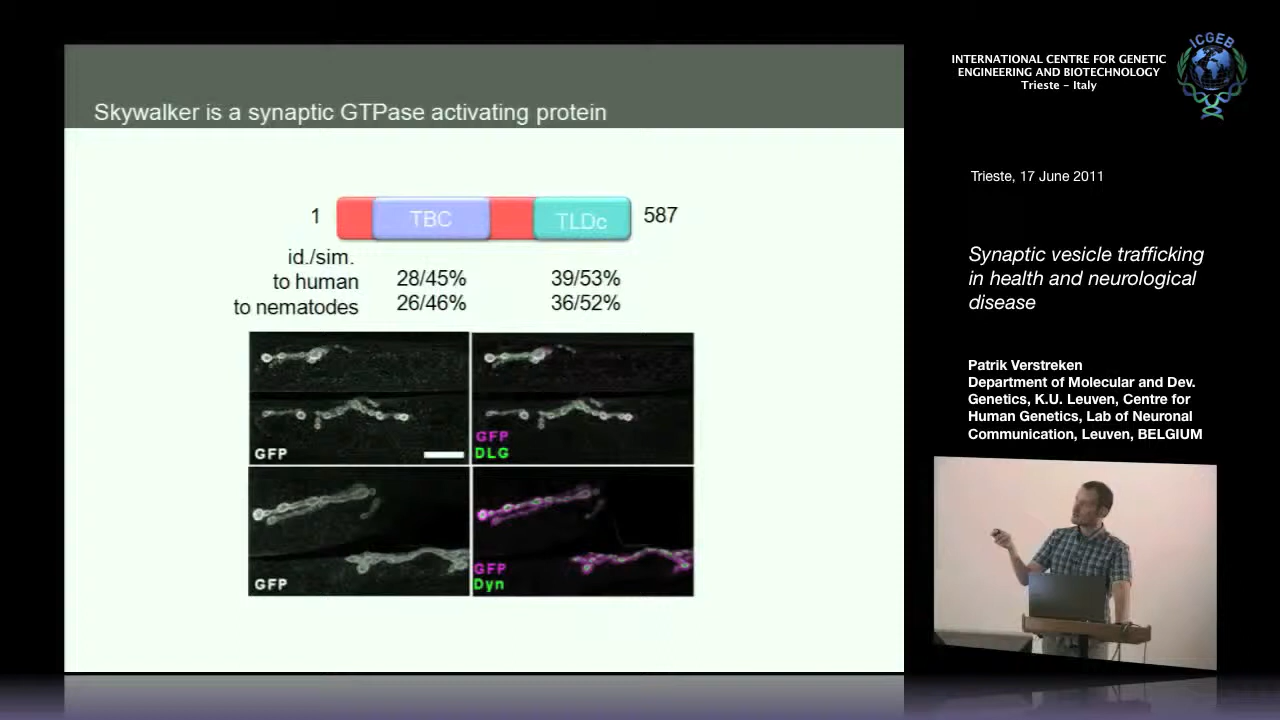 Skywalker is a synaptic GTPase activating protein
1
TBC
TLDc
587
id./sim.
to human
28/45%
39/53%
to nematodes
26/46%
36/52%
GFP
GFP
DLG
GFP
GFP
Dyn
ICGEB
INTERNATIONAL CENTRE FOR GENETIC
ENGINEERING AND BIOTECHNOLOGY
Trieste - Italy
Trieste, 17 June 2011
Synaptic vesicle trafficking
in health and neurological
disease
Patrik Verstreken
Department of Molecular and Dev.
Genetics, K.U. Leuven, Centre for
Human Genetics, Lab of Neuronal
Communication, Leuven, BELGIUM